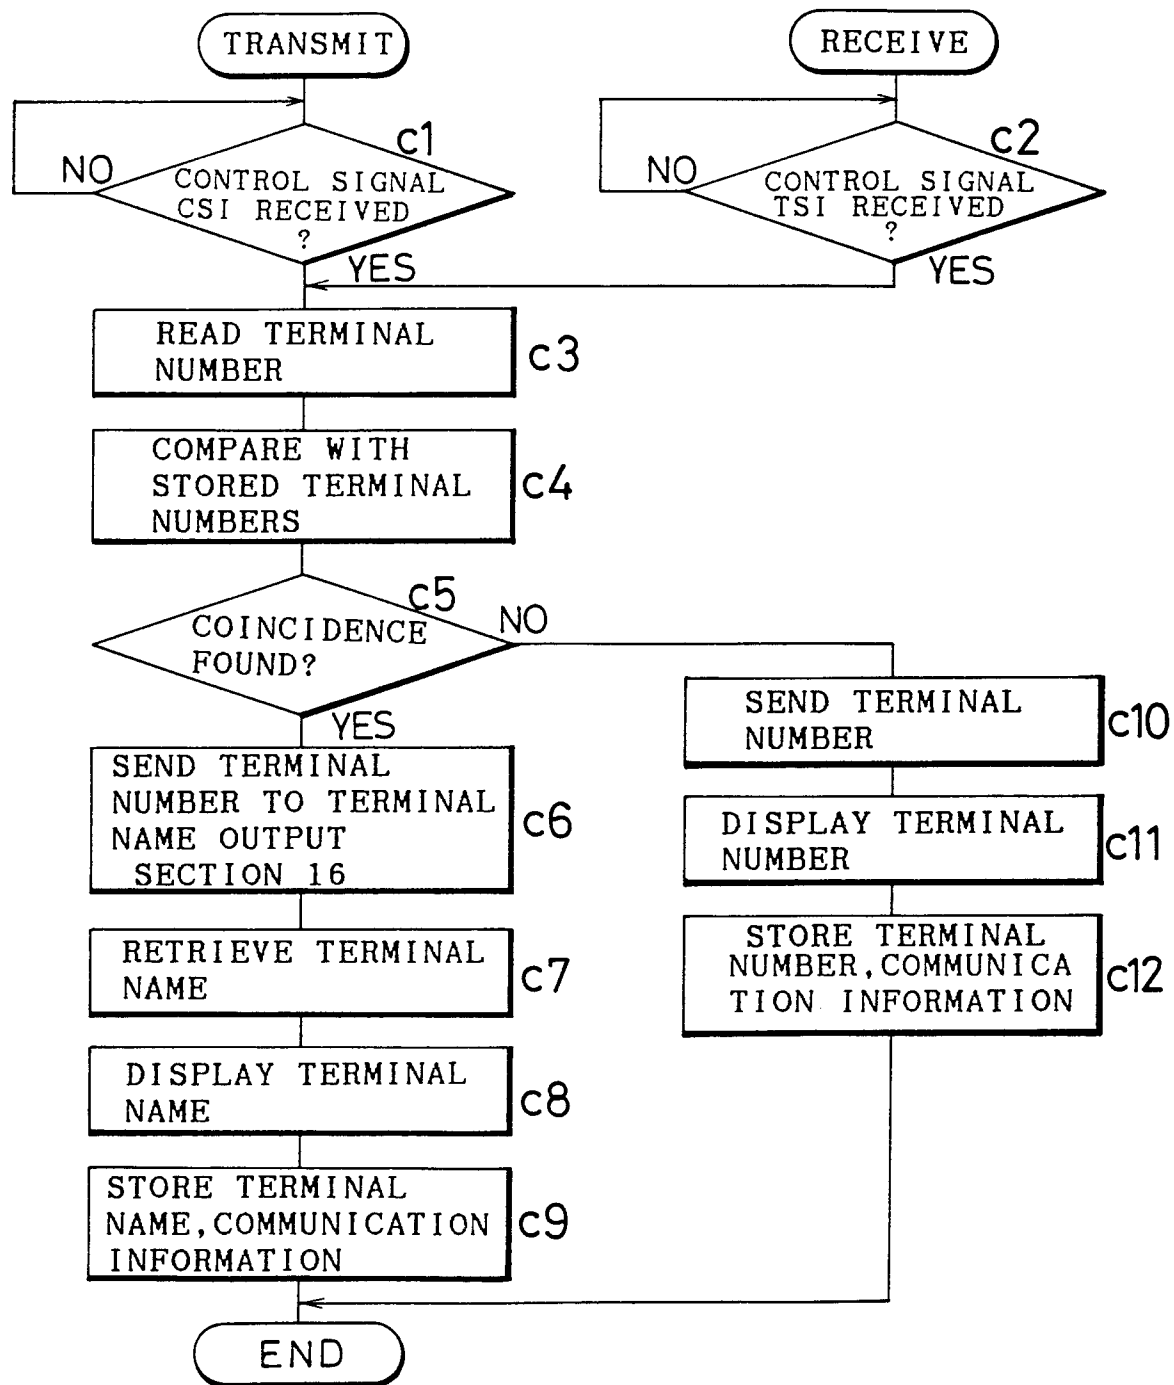 TRANSMIT
RECEIVE
c1
NO
CONTROL SIGNAL
CSI RECEIVED
?
YES
c2
NO
CONTROL SIGNAL
TSI RECEIVED
?
YES
READ TERMINAL
NUMBER
c3
COMPARE WITH
STORED TERMINAL
NUMBERS
c4
c5
COINCIDENCE
FOUND?
NO
YES
SEND TERMINAL
NUMBER TO TERMINAL
NAME OUTPUT
SECTION 16
c6
RETRIEVE TERMINAL
NAME
c7
DISPLAY TERMINAL
NAME
c8
STORE TERMINAL
NAME,COMMUNICATION
INFORMATION
c9
SEND TERMINAL
NUMBER
c10
DISPLAY TERMINAL
NUMBER
c11
STORE TERMINAL
NUMBER,COMMUNICA
TION INFORMATION
c12
END